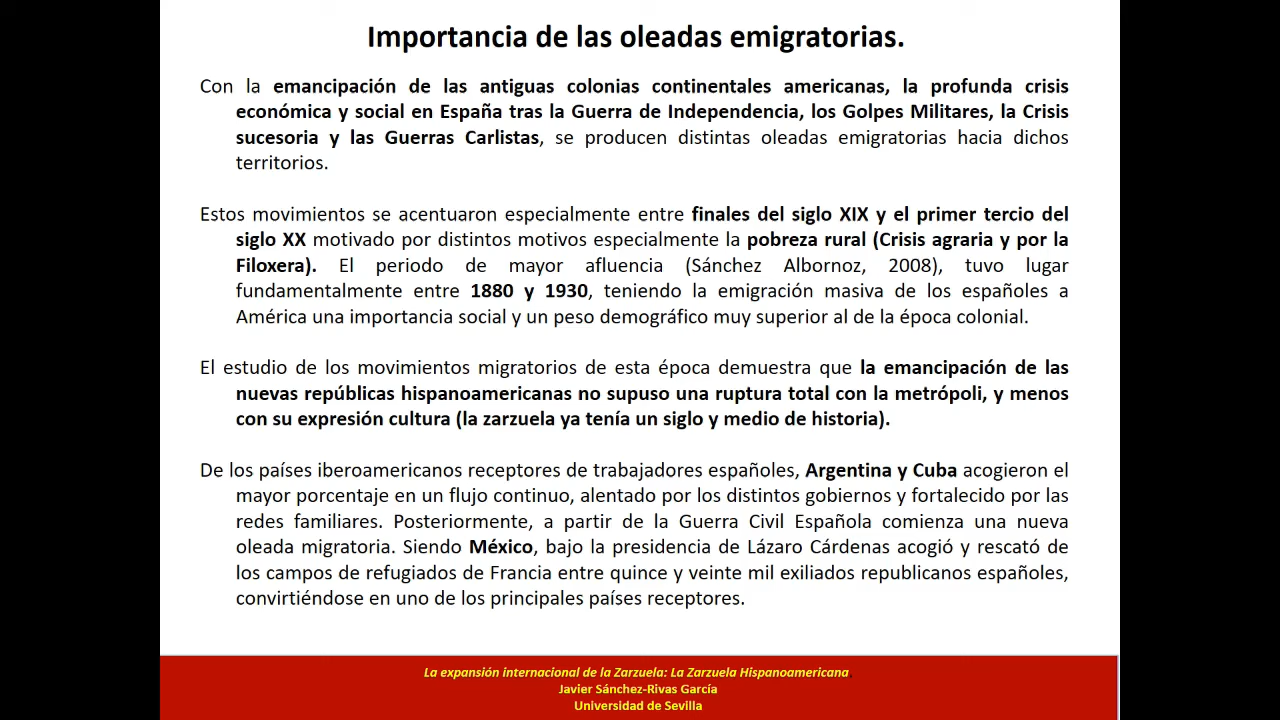 Importancia de las oleadas emigratorias.
Con la emancipación de las antiguas colonias continentales americanas, la profunda crisis
económica y social en España tras la Guerra de Independencia, los Golpes Militares, la Crisis
sucesoria y las Guerras Carlistas, se producen distintas oleadas emigratorias hacia dichos
territorios.
Estos movimientos se acentuaron especialmente entre finales del siglo XIX y el primer tercio del
siglo XX motivado por distintos motivos especialmente la pobreza rural (Crisis agraria y por la
Filoxera). El periodo de mayor afluencia (Sánchez Albornoz, 2008), tuvo lugar
fundamentalmente entre 1880 y 1930, teniendo la emigración masiva de los españoles a
América una importancia social y un peso demográfico muy superior al de la época colonial.
El estudio de los movimientos migratorios de esta época demuestra que la emancipación de las
nuevas repúblicas hispanoamericanas no supuso una ruptura total con la metrópoli, y menos
con su expresión cultura (la zarzuela ya tenía un siglo y medio de historia).
De los países iberoamericanos receptores de trabajadores españoles, Argentina y Cuba acogieron el
mayor porcentaje en un flujo continuo, alentado por los distintos gobiernos y fortalecido por las
redes familiares. Posteriormente, a partir de la Guerra Civil Española comienza una nueva
oleada migratoria. Siendo México, bajo la presidencia de Lázaro Cárdenas acogió y rescató de
los campos de refugiados de Francia entre quince y veinte mil exiliados republicanos españoles,
convirtiéndose en uno de los principales países receptores.
La expansión internacional de la Zarzuela: La Zarzuela Hispanoamericana
Javier Sánchez-Rivas García
Universidad de Sevilla